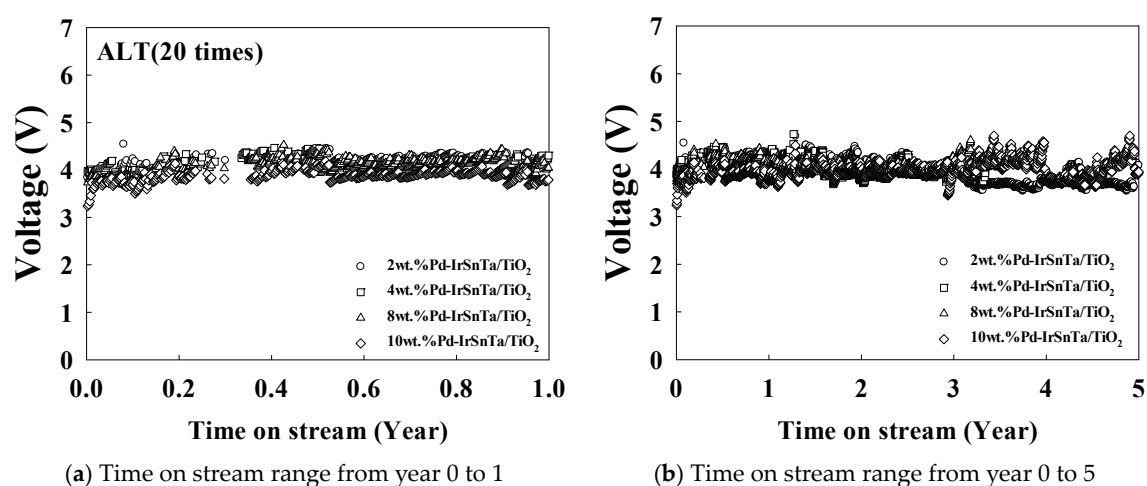 7
6
5
4
3
2
1
0
Voltage (V)
ALT(20 times)
2wt.%Pd-IrSnTa/TiO2
4wt.%Pd-IrSnTa/TiO2
8wt.%Pd-IrSnTa/TiO2
10wt.%Pd-IrSnTa/TiO2
0.0 0.2 0.4 0.6 0.8 1.0
Time on stream (Year)
(a) Time on stream range from year 0 to 1
7
6
5
4
3
2
1
0
Voltage (V)
2wt.%Pd-IrSnTa/TiO2
4wt.%Pd-IrSnTa/TiO2
8wt.%Pd-IrSnTa/TiO2
10wt.%Pd-IrSnTa/TiO2
0 1 2 3 4 5
Time on stream (Year)
(b) Time on stream range from year 0 to 5